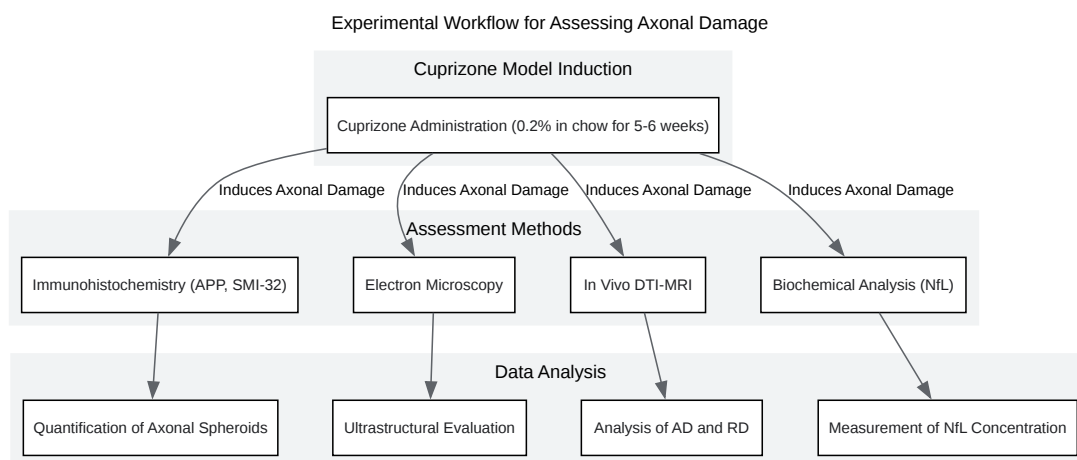 Experimental Workflow for Assessing Axonal Damage
Cuprizone Model Induction
Cuprizone Administration (0.2% in chow for 5-6 weeks)
Induces Axonal Damage
Induces Axonal Damage
Induces Axonal Damage
Induces Axonal Damage
Assessment Methods
Immunohistochemistry (APP, SMI-32)
Electron Microscopy
In Vivo DTI-MRI
Biochemical Analysis (NfL)
Data Analysis
Quantification of Axonal Spheroids
Ultrastructural Evaluation
Analysis of AD and RD
Measurement of NfL Concentration